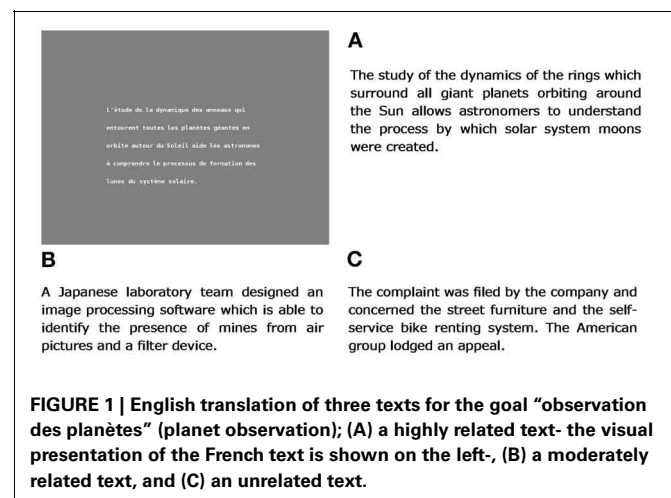 L'étude de la dynamique des anneaux qui
entourent toutes les planètes géantes en
orbite autour du Soleil aide les astronomes
à comprendre le processus de formation des
lunes du système solaire.
A
The study of the dynamics of the rings which
surround all giant planets orbiting around
the Sun allows astronomers to understand
the process by which solar system moons
were created.
B
A Japanese laboratory team designed an
image processing software which is able to
identify the presence of mines from air
pictures and a filter device.
C
The complaint was filed by the company and
concerned the street furniture and the self-
service bike renting system. The American
group lodged an appeal.
FIGURE 1 | English translation of three texts for the goal “observation
des planètes” (planet observation); (A) a highly related text- the visual
presentation of the French text is shown on the left-, (B) a moderately
related text, and (C) an unrelated text.